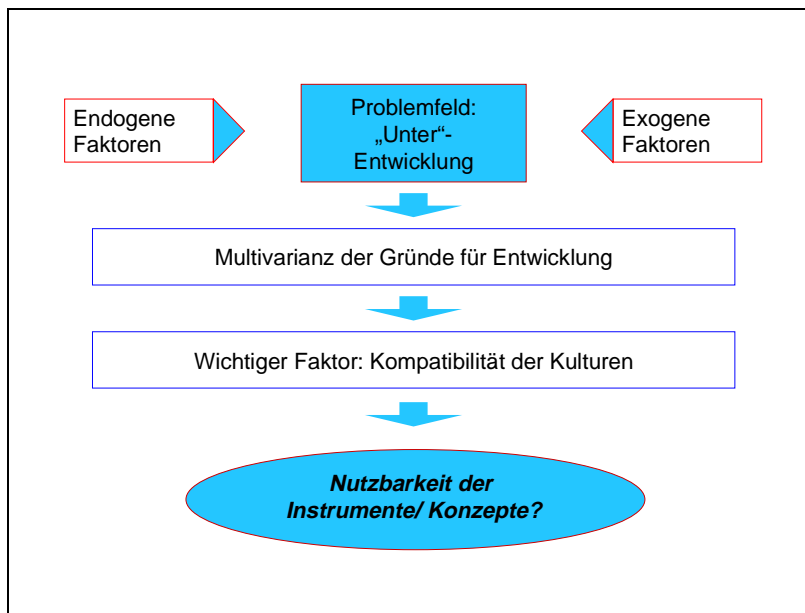 Endogene
Faktoren
Problemfeld:
„Unter“-
Entwicklung
Exogene
Faktoren
Multivarianz der Gründe für Entwicklung
Wichtiger Faktor: Kompatibilität der Kulturen
Nutzbarkeit der
Instrumente/ Konzepte?